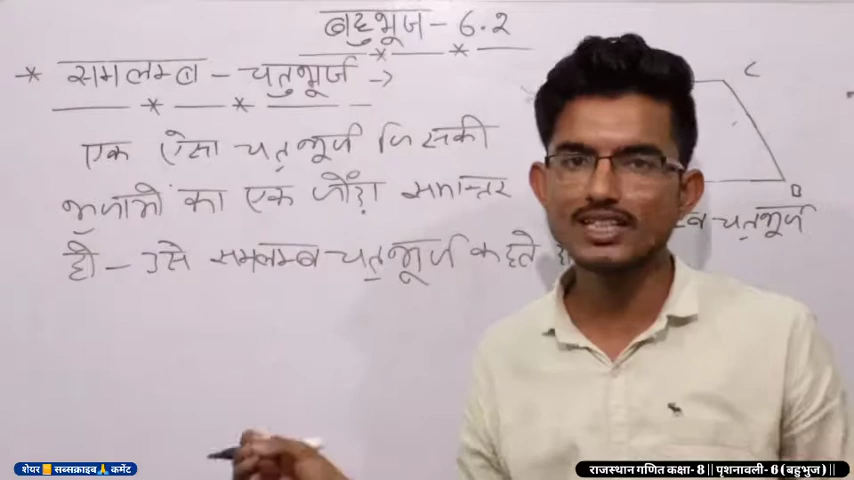 बहुभूज - 6.2
* समलम्ब - चतुर्भूज →
एक ऐसा चतुर्भूज जिसकी
भुजाओं का एक जोड़ा समान्तर
हो - उसे समलम्ब चतुर्भूज कहते
C
B
चतुर्भूज
शेयर सब्सक्राइब कमेंट
राजस्थान गणित कक्षा- 8 || पृशनावली- 6 ( बहुभुज ) ||